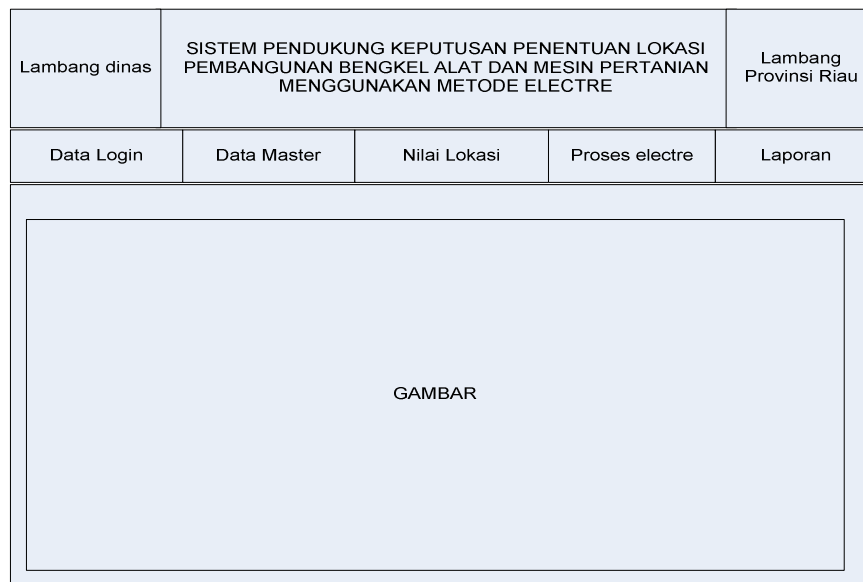 Lambang dinas
SISTEM PENDUKUNG KEPUTUSAN PENENTUAN LOKASI
PEMBANGUNAN BENGKEL ALAT DAN MESIN PERTANIAN
MENGGUNAKAN METODE ELECTRE
Lambang
Provinsi Riau
Data Login
Data Master
Nilai Lokasi
Proses electre
Laporan
GAMBAR